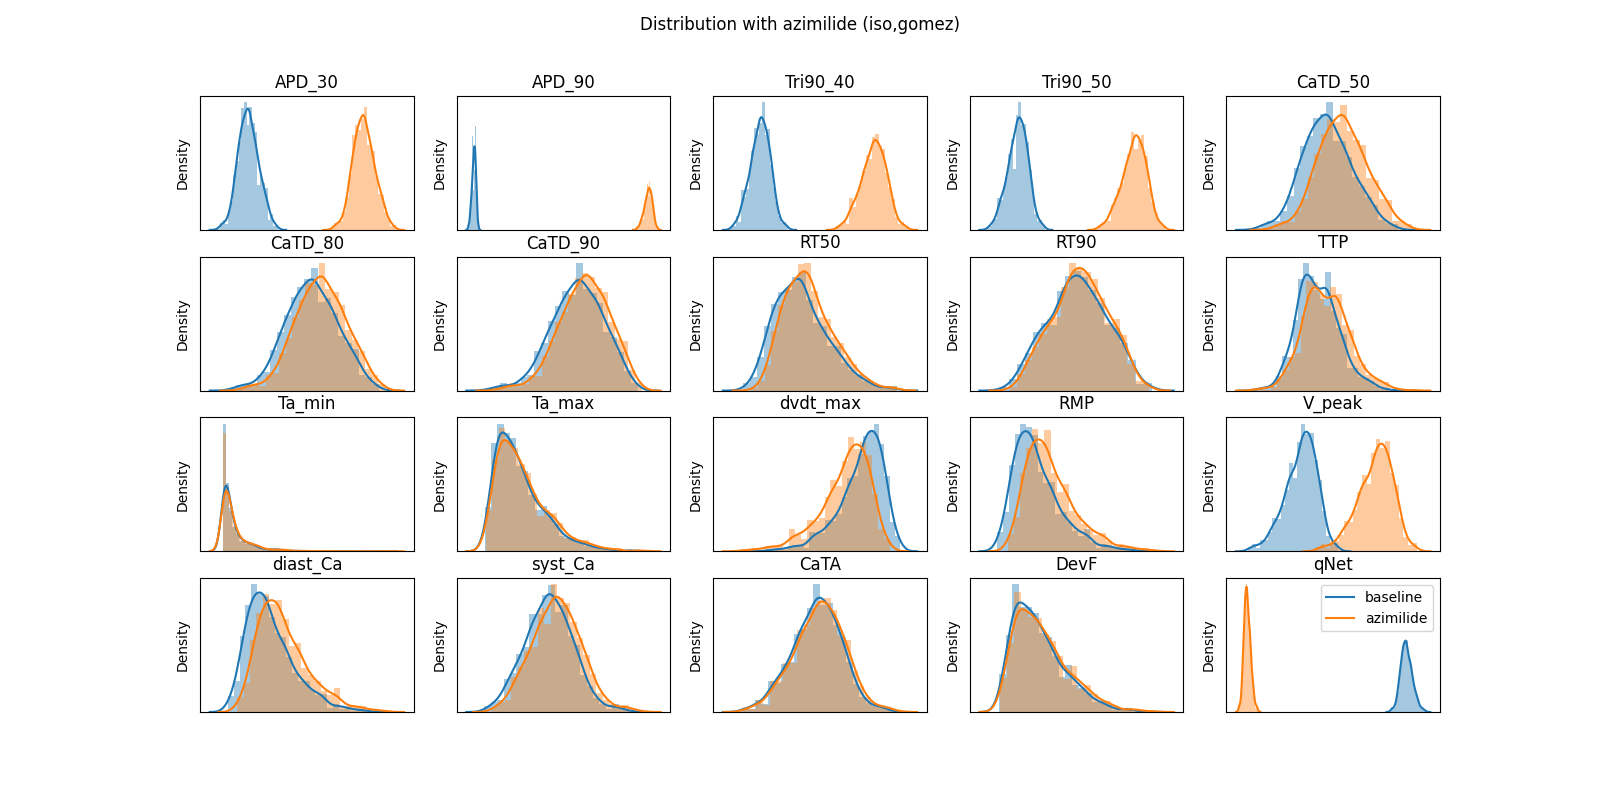 Distribution with azimilide (iso,gomez)
APD_30
APD_90
Tri90_40
Tri90_50
CaTD_50
Density
Density
Density
Density
Density
CaTD_80
CaTD_90
RT50
RT90
TTP
Density
Density
Density
Density
Density
Ta_min
Ta_max
dvdt_max
RMP
V_peak
Density
Density
Density
Density
Density
diast_Ca
syst_Ca
CaTA
DevF
qNet
Density
Density
Density
Density
Density
baseline
azimilide